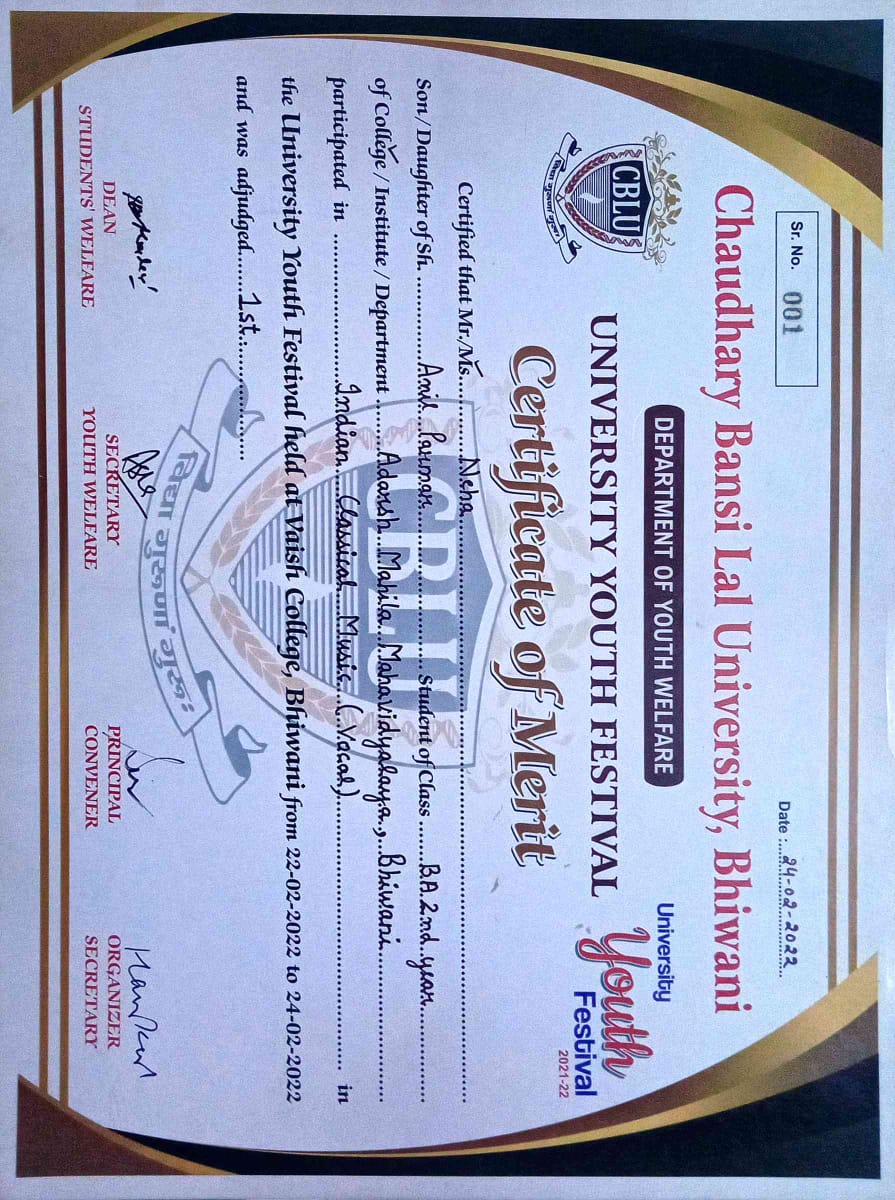 Sr. No. 001
Date : 24-02-2022
Chaudhary Bansi Lal University, Bhiwani
DEPARTMENT OF YOUTH WELFARE
CBLU
विद्या गुरूणां गुरूः
UNIVERSITY YOUTH FESTIVAL
University
Youth
Festival
2021-22
Certificate of Merit
Certified that Mr./Ms. Neha
Son / Daughter of Sh. Anil Parmar Student of Class B.A. 2nd year
of College / Institute / Department Adarsh Mahila Mahavidyalaya, Bhiwani
participated in Indian Classical Music (Vocal) in
the University Youth Festival held at Vaish College, Bhiwani from 22-02-2022 to 24-02-2022
and was adjudged 1st
CBLU
विद्या गुरूणां गुरूः
DEAN
STUDENTS' WELFARE
SECRETARY
YOUTH WELFARE
PRINCIPAL
CONVENER
ORGANIZER
SECRETARY